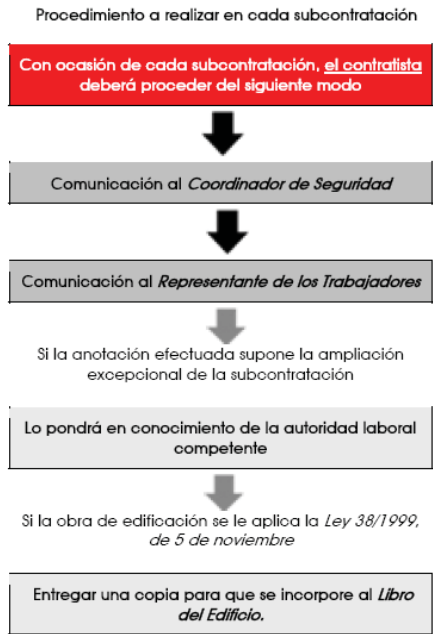 Procedimiento a realizar en cada subcontratación
Con ocasión de cada subcontratación, el contratista
deberá proceder del siguiente modo
Comunicación al Coordinador de Seguridad
Comunicación al Representante de los Trabajadores
Si la anotación efectuada supone la ampliación
excepcional de la subcontratación
Lo pondrá en conocimiento de la autoridad laboral
competente
Si la obra de edificación se le aplica la Ley 38/1999,
de 5 de noviembre
Entregar una copia para que se incorpore al Libro
del Edificio.